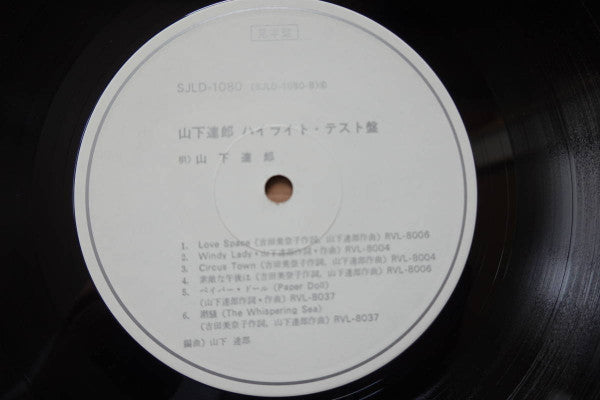 見本盤
SJLD-1080 (SJLD-1080-B)⑥
山下達郎 ハイライト・テスト盤
唄)山下達郎
1. Love Space (吉田美奈子作詞, 山下達郎作曲) RVL-8006
2. Windy Lady・山下達郎作詞・作曲) RVL-8004
3. Circus Town (吉田美奈子作詞, 山下達郎作曲) RVL-8004
4. 素敵な午後は (吉田美奈子作詞, 山下達郎作曲) RVL-8006
5. ペイパー・ドール (Paper Doll)
(山下達郎作詞・作曲) RVL-8037
6. 潮騒 (The Whispering Sea)
(吉田美奈子作詞, 山下達郎作曲) RVL-8037
編曲) 山下 達郎